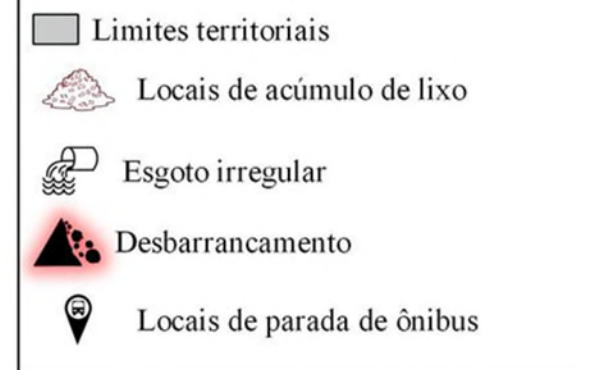 Limites territoriais
Locais de acúmulo de lixo
Esgoto irregular
Desbarrancamento
Locais de parada de ônibus